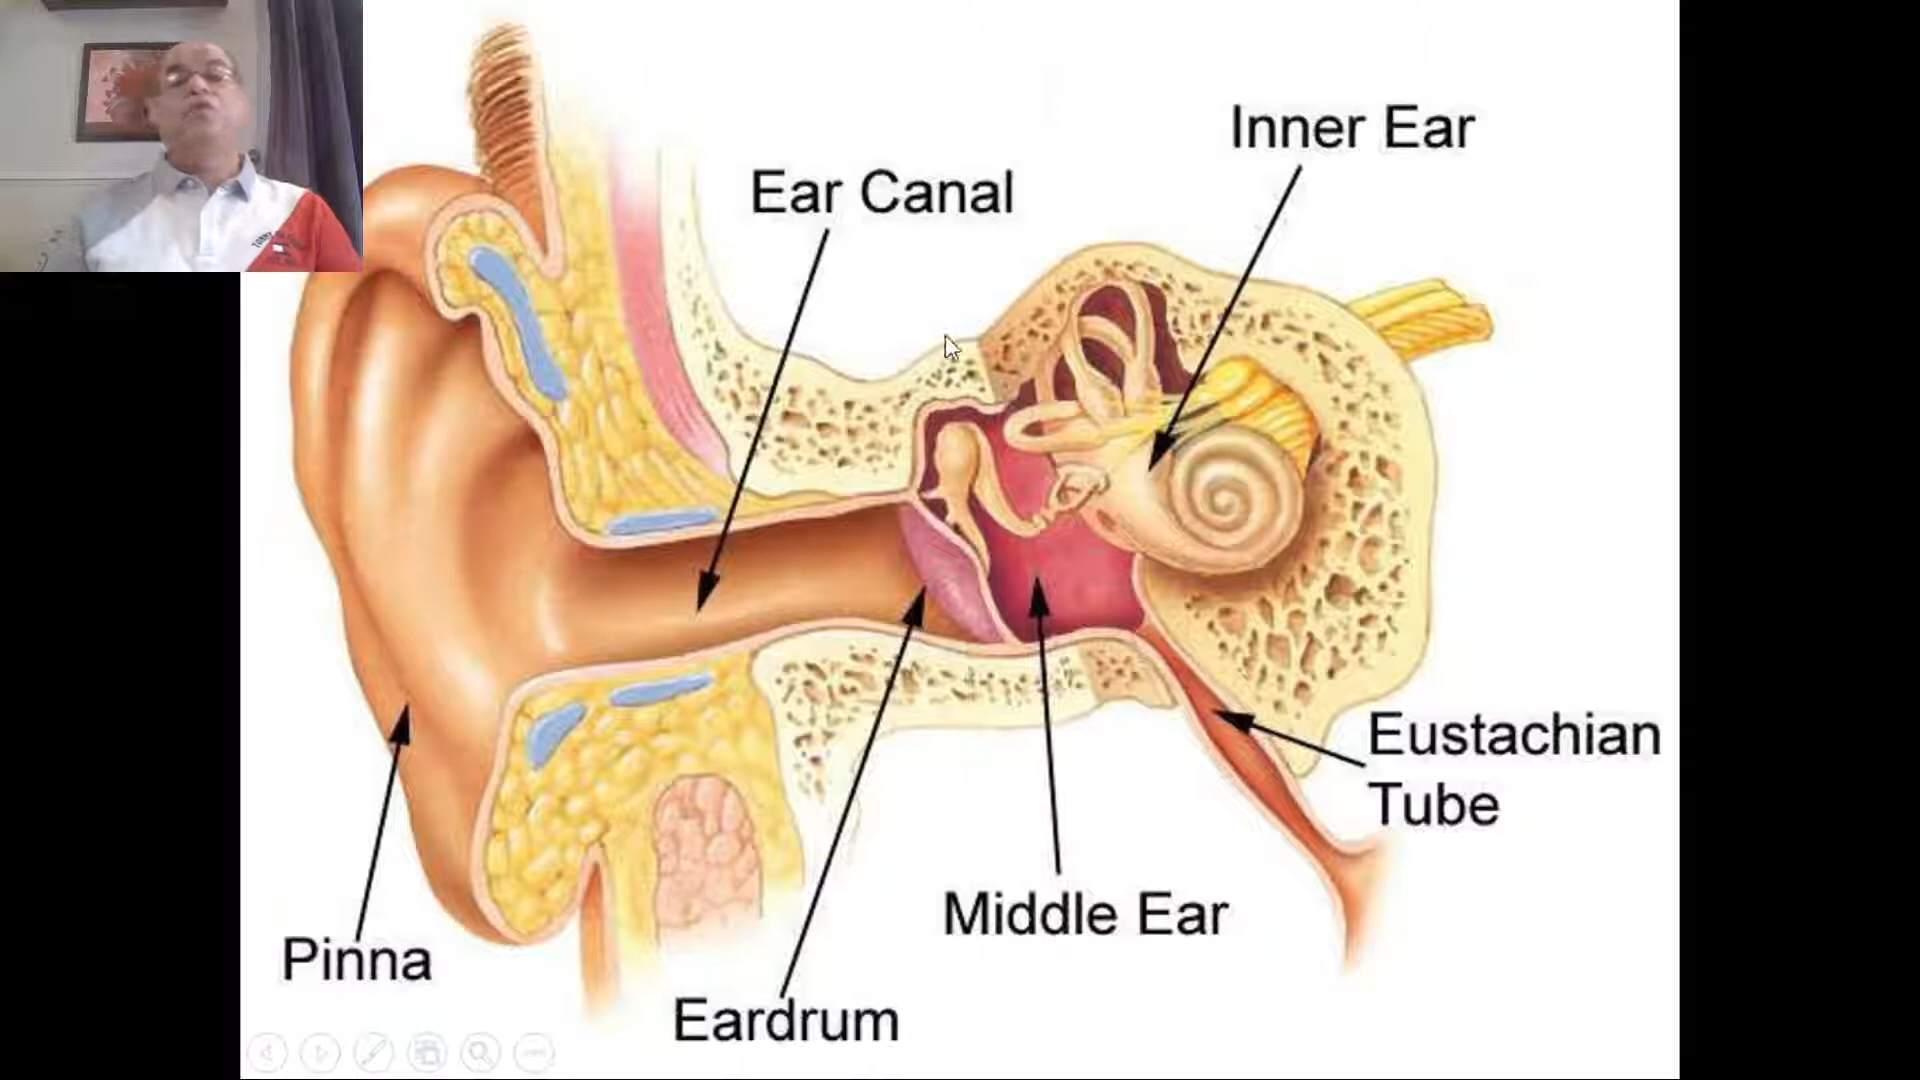 Inner Ear
Ear Canal
Eustachian
Tube
Middle Ear
Pinna
Eardrum